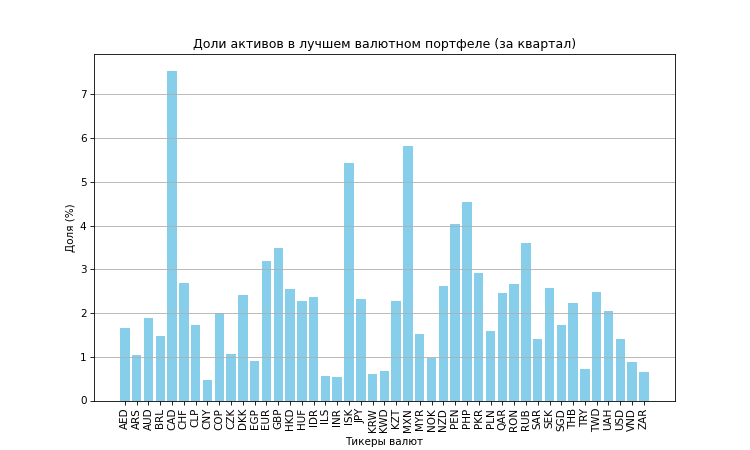 Доли активов в лучшем валютном портфеле (за квартал)
Доля (%)
7
6
5
4
3
2
1
0
AED ARS AUD BRL CAD CHF CLP CNY COP CZK DKK EGP EUR GBP HKD HUF IDR ILS INR ISK JPY KRW KWD KZT MXN MYR NOK NZD PEN PHP PKR PLN QAR RON RUB SAR SEK SGD THB TRY TWD UAH USD VND ZAR
Тикеры валют